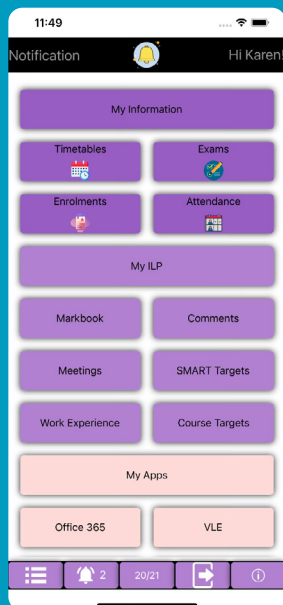 11:49
Notification Hi Karen!
My Information
Timetables Exams
Enrolments Attendance
My ILP
Markbook Comments
Meetings SMART Targets
Work Experience Course Targets
My Apps
Office 365 VLE
2 20/21